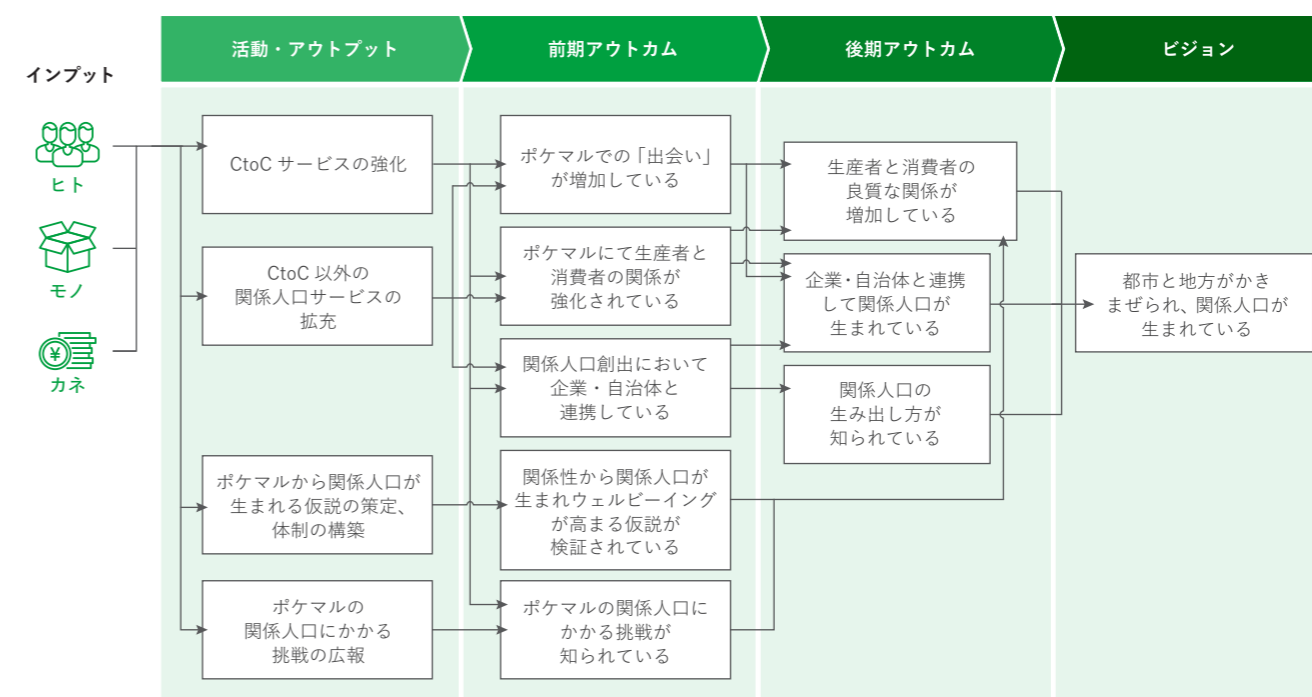 インプット
ヒト
モノ
カネ
活動・アウトプット
CtoC サービスの強化
CtoC 以外の
関係人口サービスの
拡充
ポケマルから関係人口が
生まれる仮説の策定、
体制の構築
ポケマルの
関係人口にかかる
挑戦の広報
前期アウトカム
ポケマルでの「出会い」
が増加している
ポケマルにて生産者と
消費者の関係が
強化されている
関係人口創出において
企業・自治体と
連携している
関係性から関係人口が
生まれウェルビーイング
が高まる仮説が
検証されている
ポケマルの関係人口に
かかる挑戦が
知られている
後期アウトカム
生産者と消費者の
良質な関係が
増加している
企業・自治体と連携
して関係人口が
生まれている
関係人口の
生み出し方が
知られている
ビジョン
都市と地方がかき
まぜられ、関係人口が
生まれている